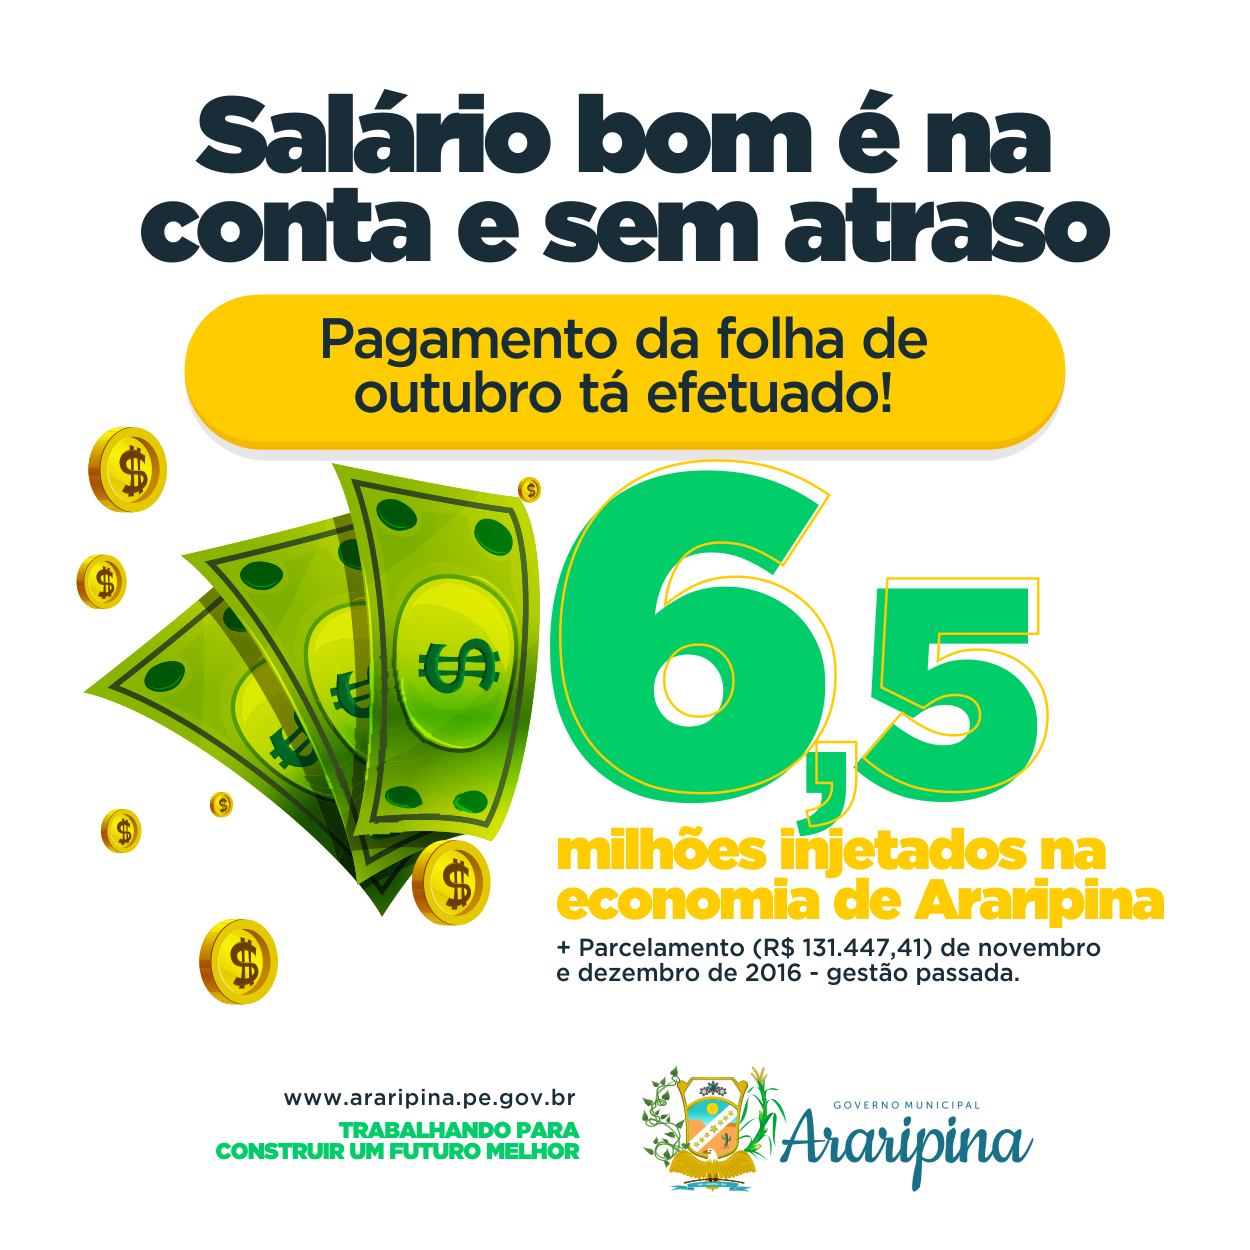 Salário bom é na
conta e sem atraso
Pagamento da folha de
outubro tá efetuado!
6,5
milhões injetados na
economia de Araripina
+ Parcelamento (R$ 131.447,41) de novembro
e dezembro de 2016 - gestão passada.
www.araripina.pe.gov.br
TRABALHANDO PARA
CONSTRUIR UM FUTURO MELHOR
GOVERNO MUNICIPAL
Araripina